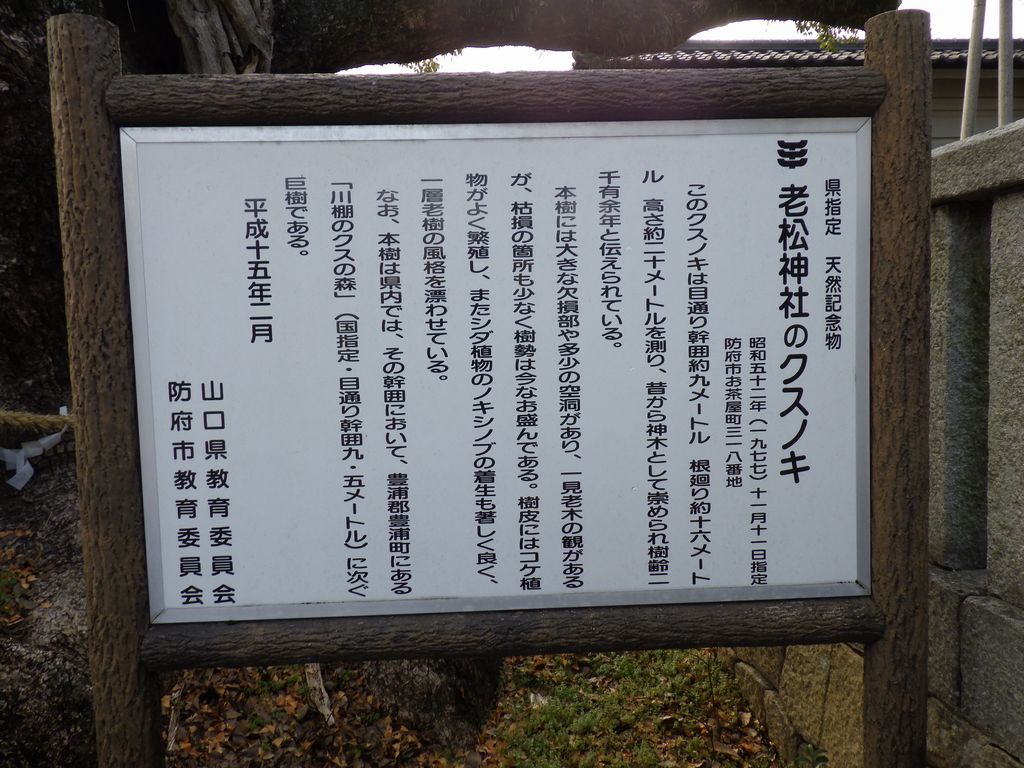 県指定　天然記念物
老松神社のクスノキ
昭和五十二年（一九七七）十一月十一日指定
防府市お茶屋町三―八番地
このクスノキは目通り幹囲約九メートル　根廻り約十六メート
ル　高さ約二十メートルを測り、昔から神木として崇められ樹齢二
千有余年と伝えられている。
本樹には大きな欠損部や多少の空洞があり、一見老木の観がある
が、枯損の箇所も少なく樹勢は今なお盛んである。樹皮にはコケ植
物がよく繁殖し、またシダ植物のノキシノブの着生も著しく良く、
一層老樹の風格を漂わせている。
なお、本樹は県内では、その幹囲において、豊浦郡豊浦町にある
「川棚のクスの森」（国指定・目通り幹囲九・五メートル）に次ぐ
巨樹である。
平成十五年二月
山口県教育委員会
防府市教育委員会